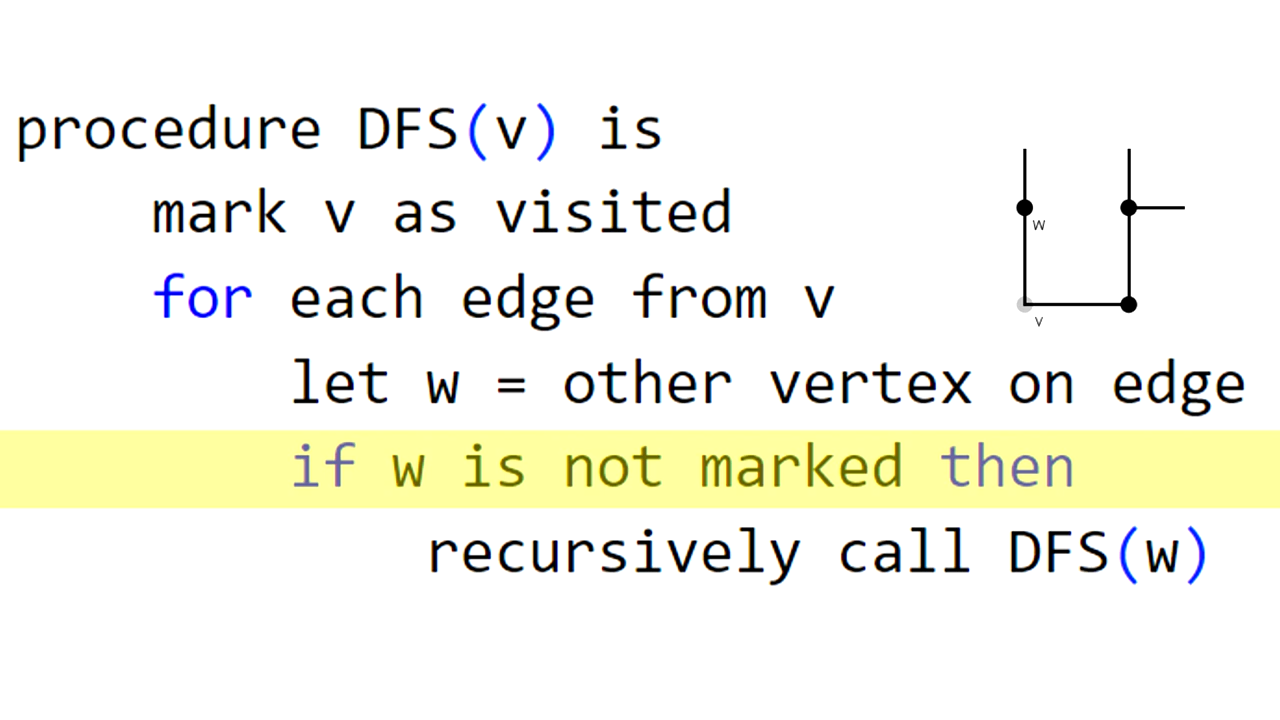 procedure DFS(v) is
mark v as visited
for each edge from v
let w = other vertex on edge
if w is not marked then
recursively call DFS(w)
w
v